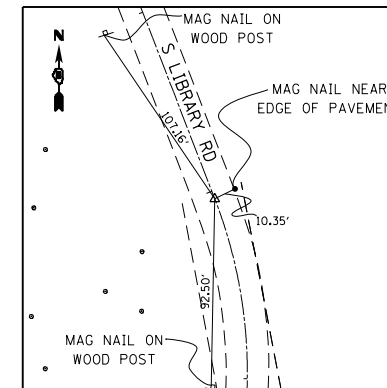 MAG NAIL ON
WOOD POST
N
S LIBRARY RD
MAG NAIL NEAR
EDGE OF PAVEMEN
107.16'
10.35'
92.50'
MAG NAIL ON
WOOD POST